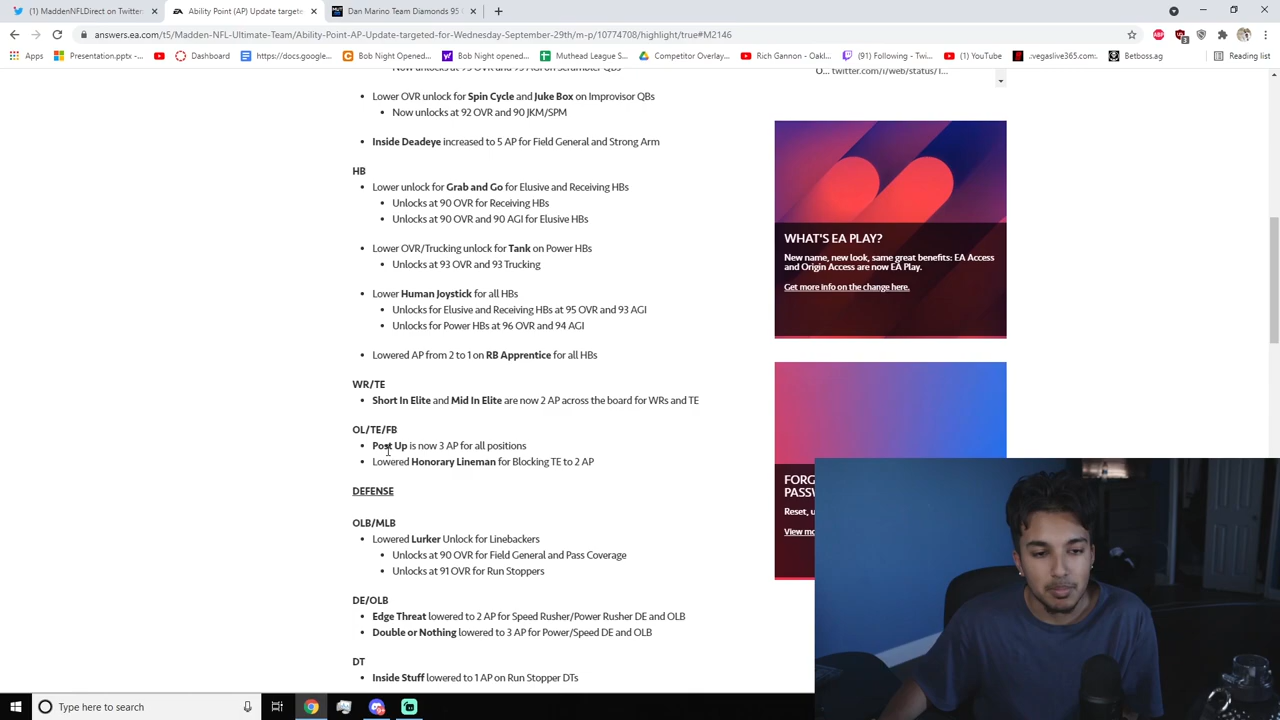 (1) MaddenNFLDirect on Twitter:
Ability Point (AP) Update targete
Dan Marino Team Diamonds 95
answers.ea.com/t5/Madden-NFL-Ultimate-Team/Ability-Point-AP-Update-targeted-for-Wednesday-September-29th/m-p/10774708/highlight/true#M2146
Apps
Presentation.pptx -...
Dashboard
https://docs.google...
Bob Night Opened...
Bob Night Opened...
Muthead League S...
Competitor Overlay...
Rich Gannon - Oakl...
(91) Following - Twi...
(1) YouTube
.:vegaslive365.com:.
Betboss.ag
Reading list
Lower OVR unlock for Spin Cycle and Juke Box on Improvisor QBs
Now unlocks at 92 OVR and 90 JKM/SPM
Inside Deadeye increased to 5 AP for Field General and Strong Arm
HB
Lower unlock for Grab and Go for Elusive and Receiving HBs
Unlocks at 90 OVR for Receiving HBs
Unlocks at 90 OVR and 90 AGI for Elusive HBs
Lower OVR/Trucking unlock for Tank on Power HBs
Unlocks at 93 OVR and 93 Trucking
Lower Human Joystick for all HBs
Unlocks for Elusive and Receiving HBs at 95 OVR and 93 AGI
Unlocks for Power HBs at 96 OVR and 94 AGI
Lowered AP from 2 to 1 on RB Apprentice for all HBs
WR/TE
Short In Elite and Mid In Elite are now 2 AP across the board for WRs and TE
OL/TE/FB
Post Up is now 3 AP for all positions
Lowered Honorary Lineman for Blocking TE to 2 AP
DEFENSE
OLB/MLB
Lowered Lurker Unlock for Linebackers
Unlocks at 90 OVR for Field General and Pass Coverage
Unlocks at 91 OVR for Run Stoppers
DE/OLB
Edge Threat lowered to 2 AP for Speed Rusher/Power Rusher DE and OLB
Double or Nothing lowered to 3 AP for Power/Speed DE and OLB
DT
Inside Stuff lowered to 1 AP on Run Stopper DTs
O... twitter.com/i/web/status/1...
WHAT'S EA PLAY?
New name, new look, same great benefits: EA Access
and Origin Access are now EA Play.
Get more info on the change here.
Reset, u
View mo
Type here to search